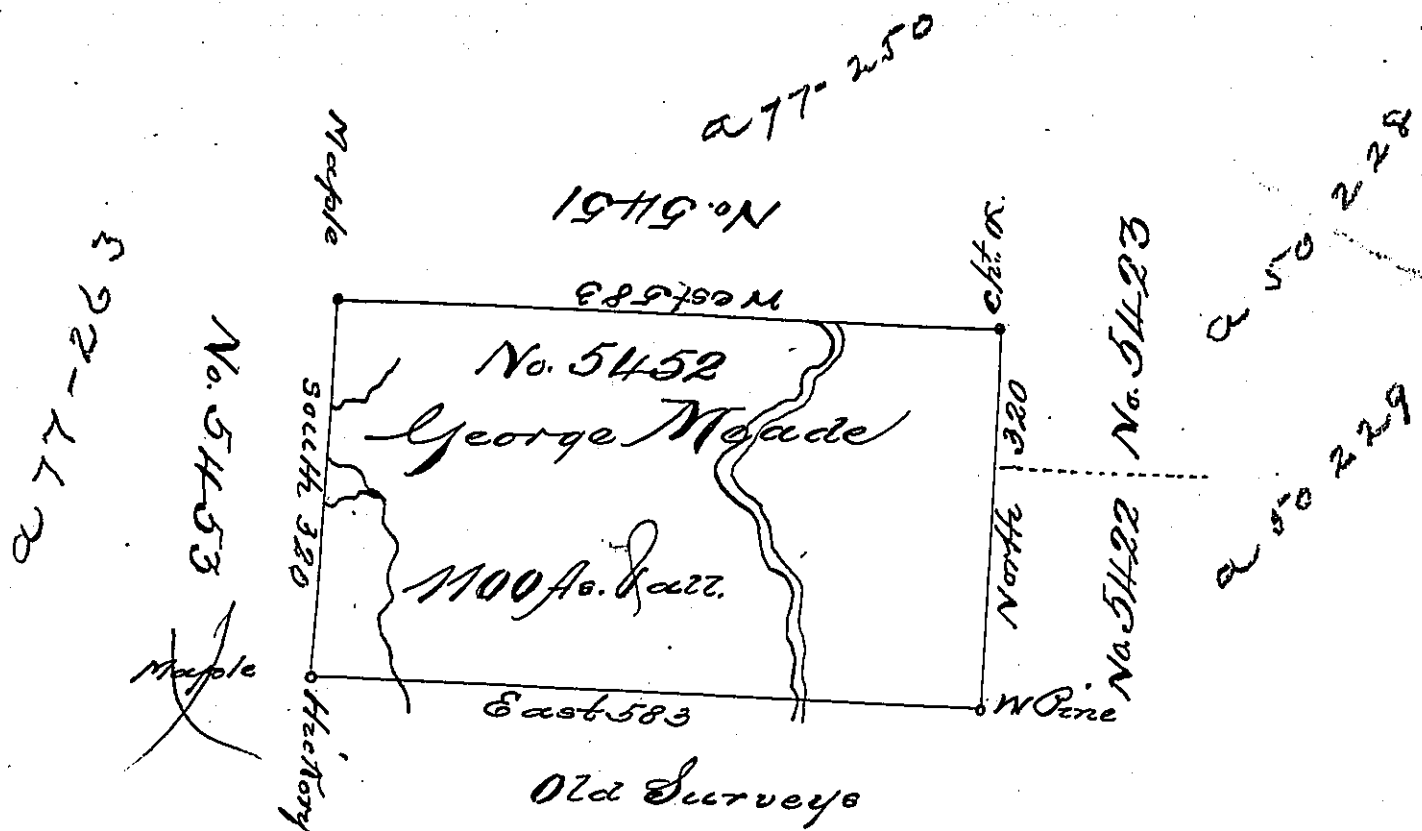 a 77-250
a 77-263
a 50 228
a 50 229
Maple
No. 5451
No. 5453
No. 5423
No. 5422
West 583
South 320
North 320
East 583
No. 5452
George Meade
1100 As. & all.
Maple
Hickory
W Pine
Old Surveys